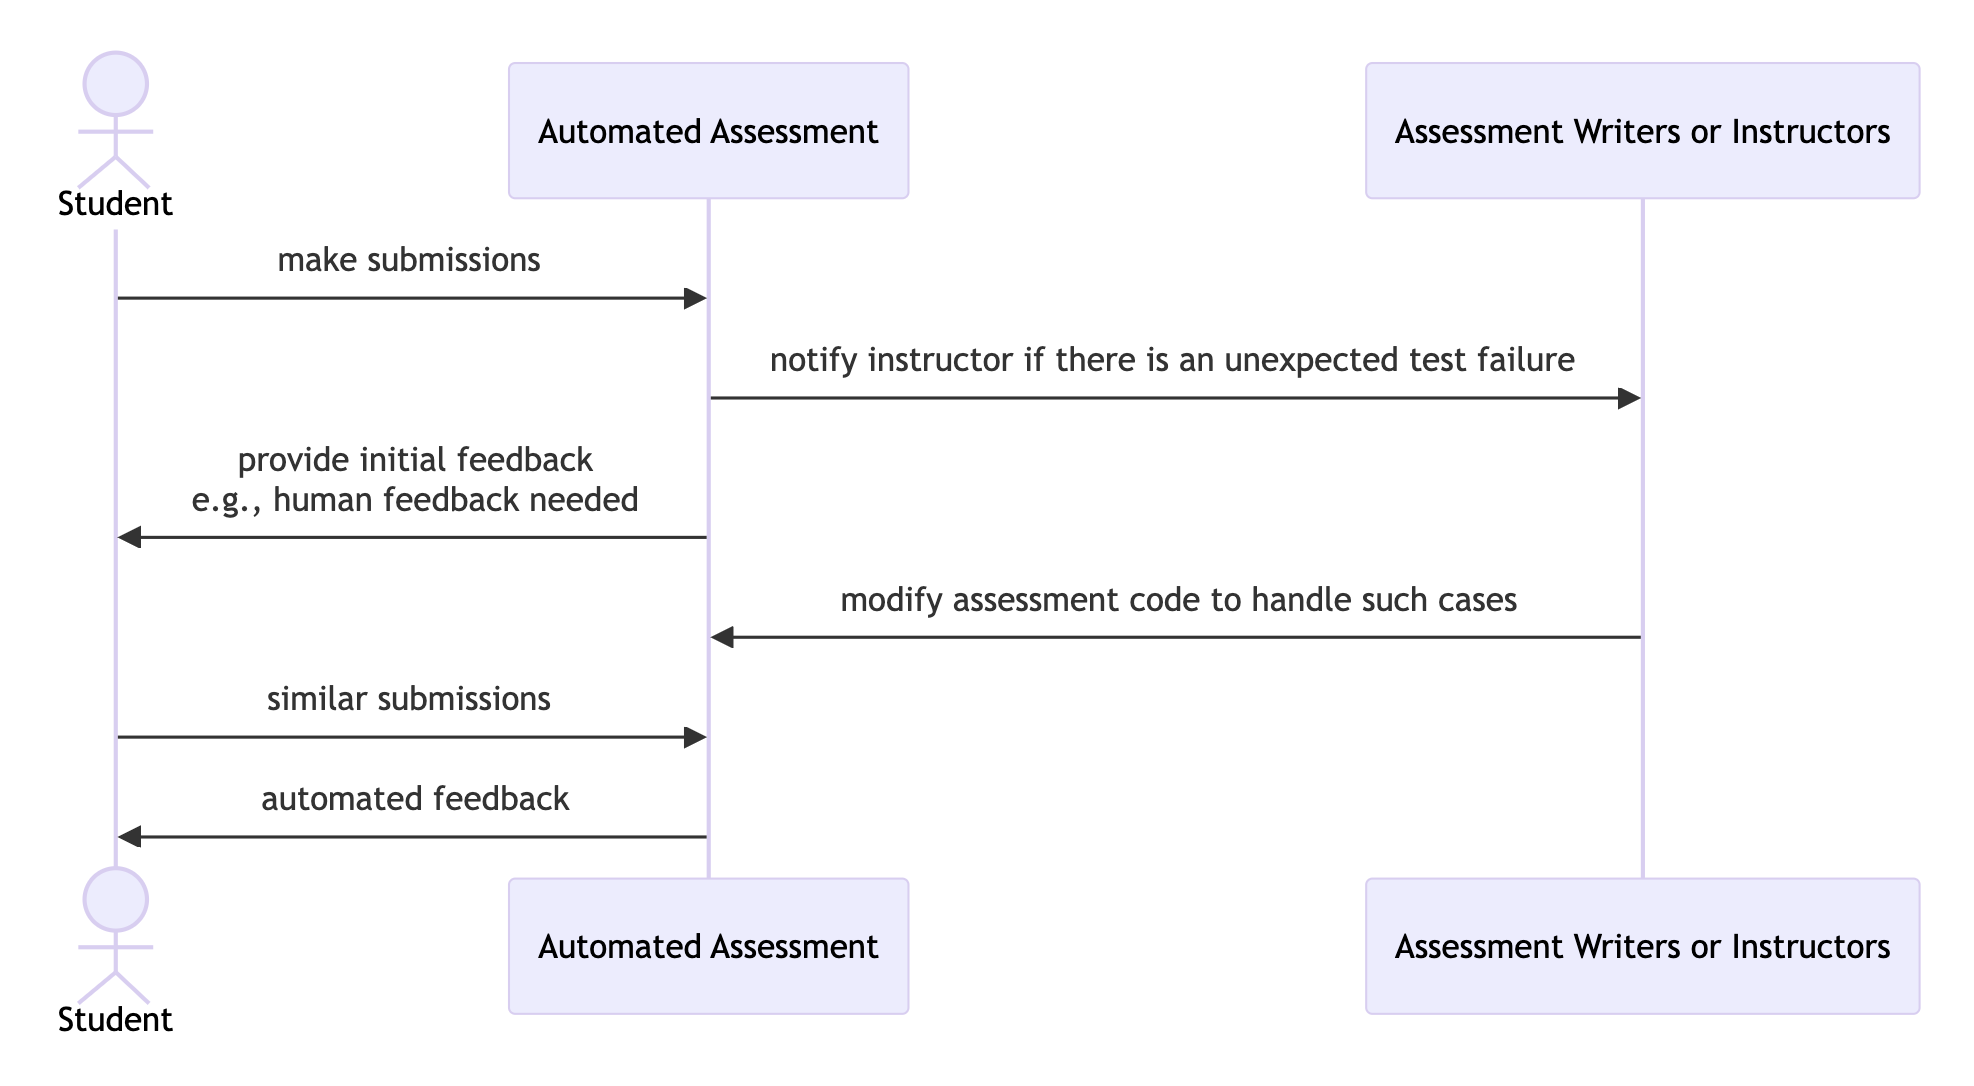 Student
Automated Assessment
Assessment Writers or Instructors
make submissions
notify instructor if there is an unexpected test failure
provide initial feedback
e.g., human feedback needed
modify assessment code to handle such cases
similar submissions
automated feedback
Student
Automated Assessment
Assessment Writers or Instructors